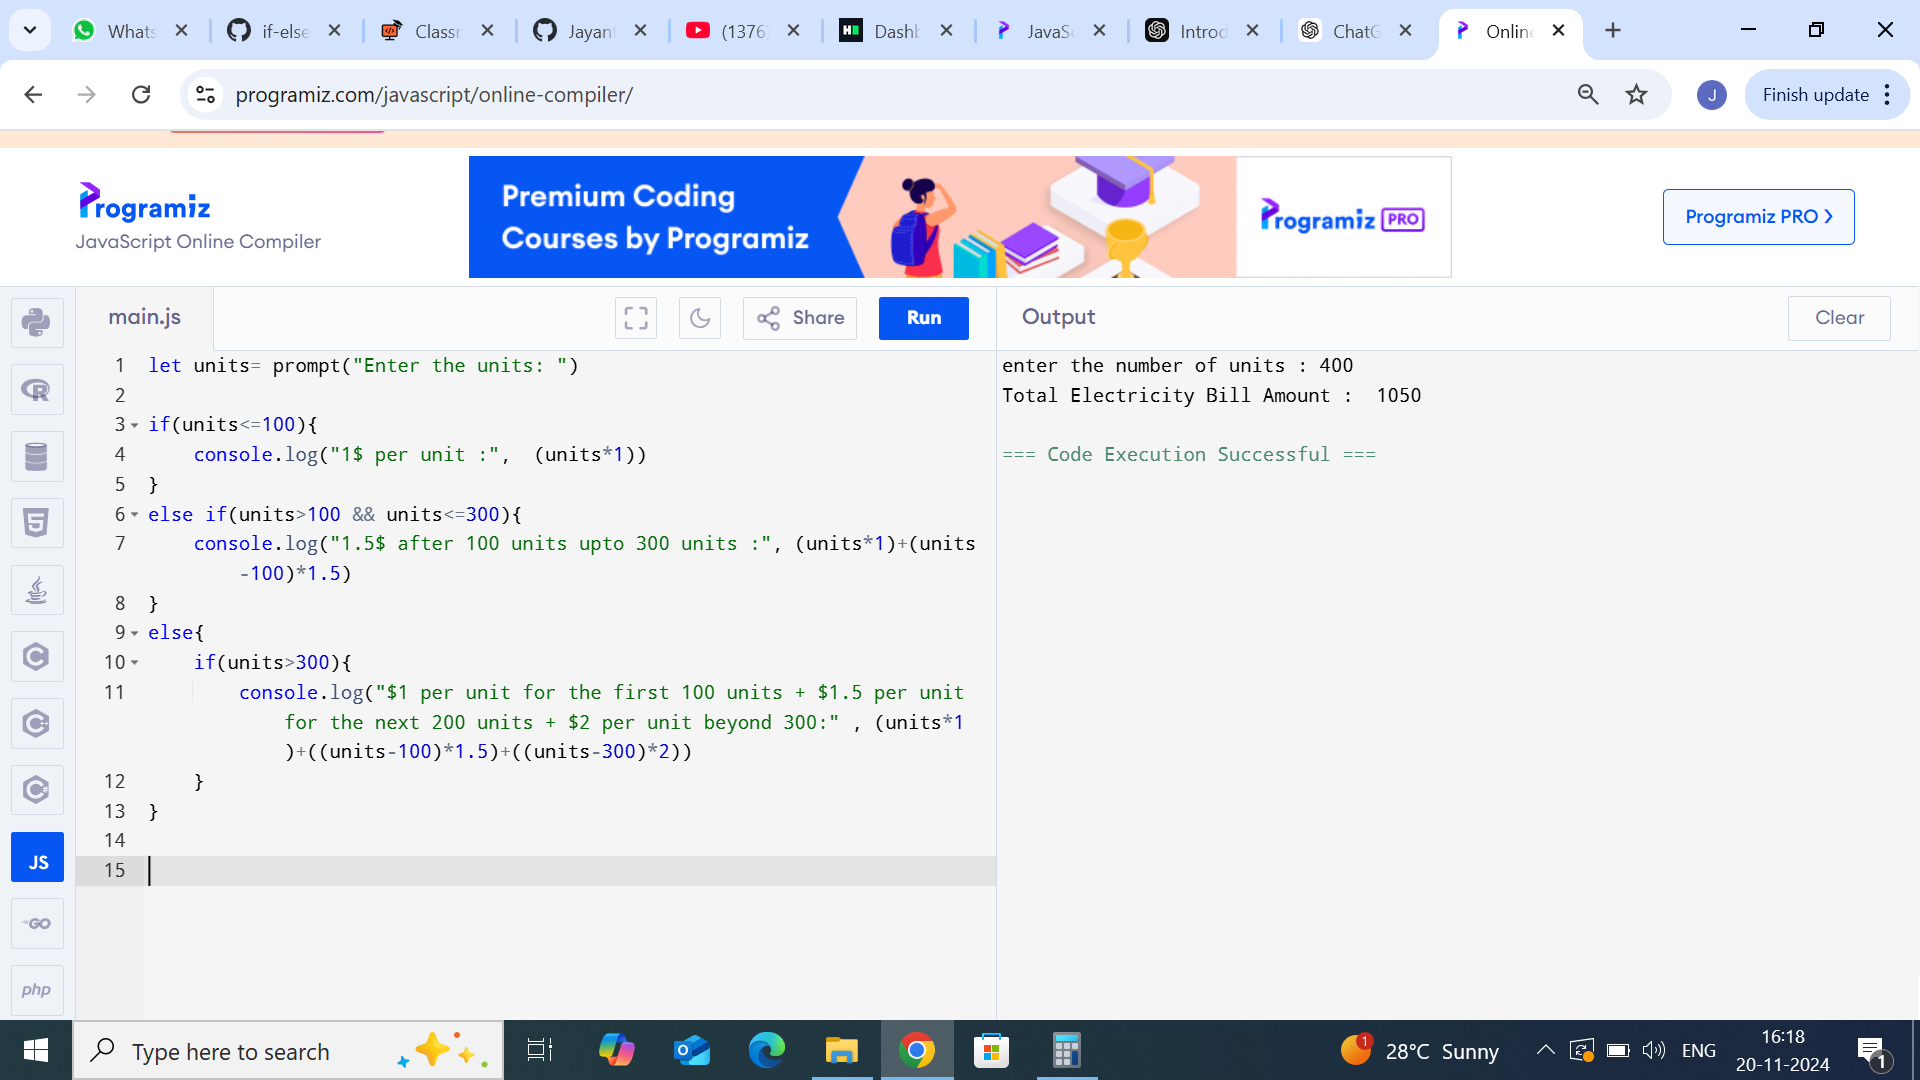 Whats
if-else
Classr
Jayant
(1376)
Dashb
JavaSc
Introd
ChatG
Online
programiz.com/javascript/online-compiler/
J
Finish update
Programiz
JavaScript Online Compiler
Premium Coding
Courses by Programiz
Programiz PRO
Programiz PRO
main.js
Share
Run
Output
Clear
1 let units= prompt("Enter the units: ")
2
3 if(units<=100){
4 console.log("1$ per unit :",  (units*1))
5 }
6 else if(units>100 && units<=300){
7 console.log("1.5$ after 100 units upto 300 units :", (units*1)+(units
-100)*1.5)
8 }
9 else{
10 if(units>300){
11 console.log("$1 per unit for the first 100 units + $1.5 per unit
for the next 200 units + $2 per unit beyond 300:" , (units*1
)+((units-100)*1.5)+((units-300)*2))
12 }
13 }
14
15
enter the number of units : 400
Total Electricity Bill Amount :  1050
=== Code Execution Successful ===
R
5
C
C
C
JS
GO
php
Type here to search
1
28°C Sunny
ENG
16:18
20-11-2024
1